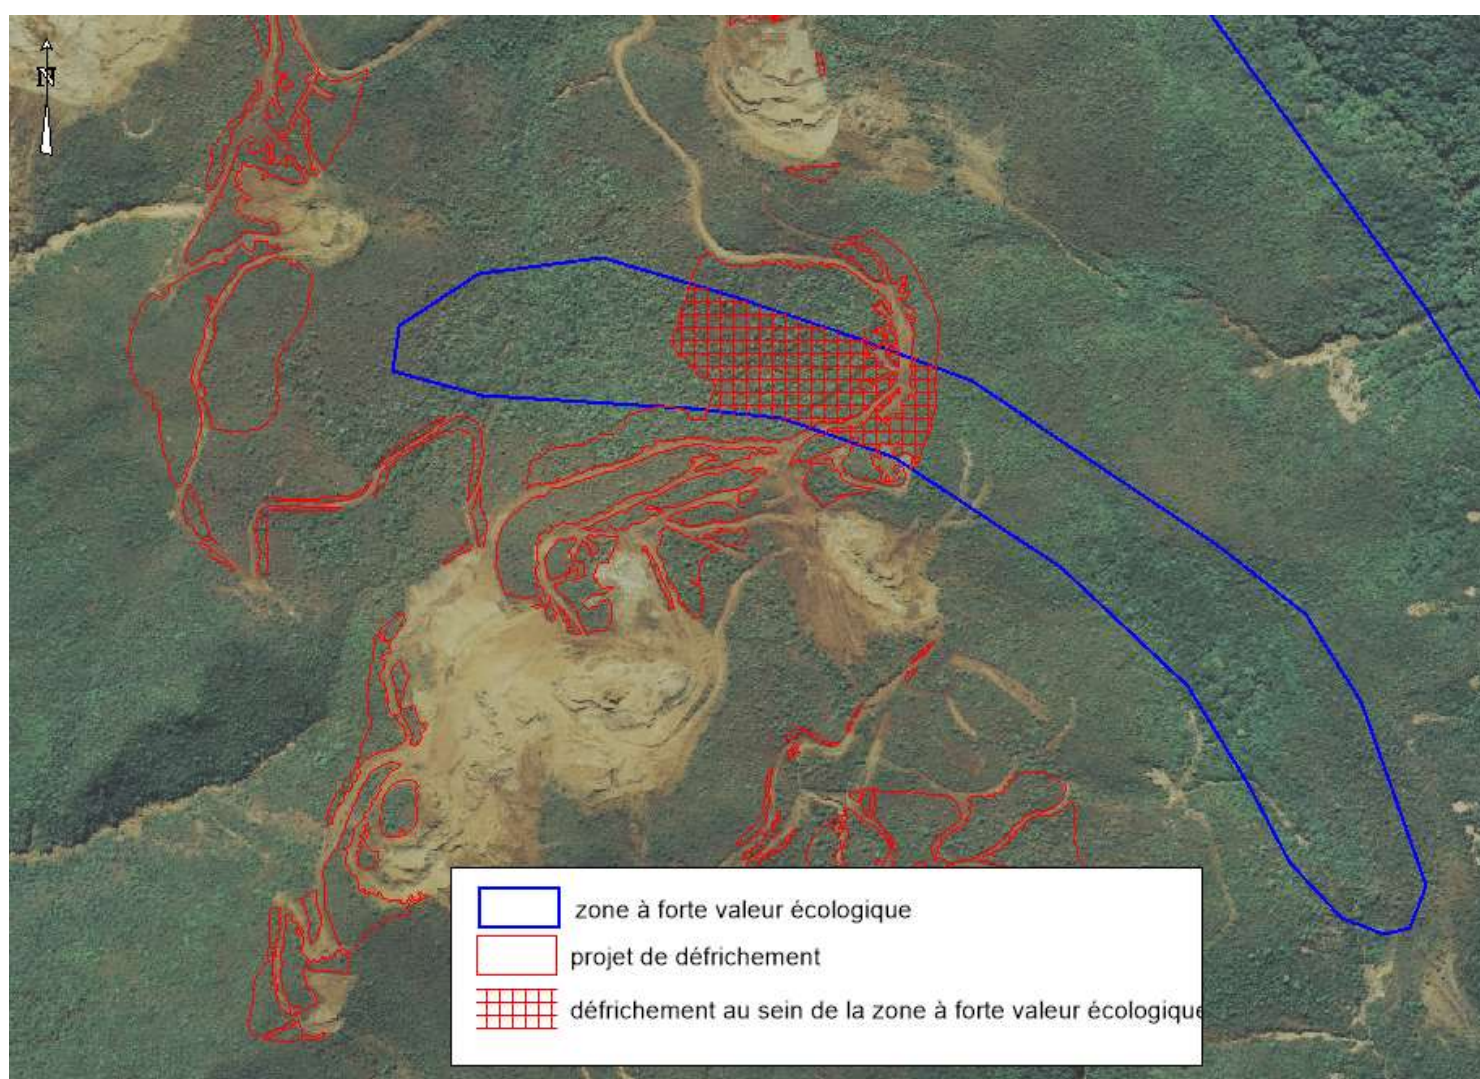 N
zone à forte valeur écologique
projet de défrichement
défrichement au sein de la zone à forte valeur écologique